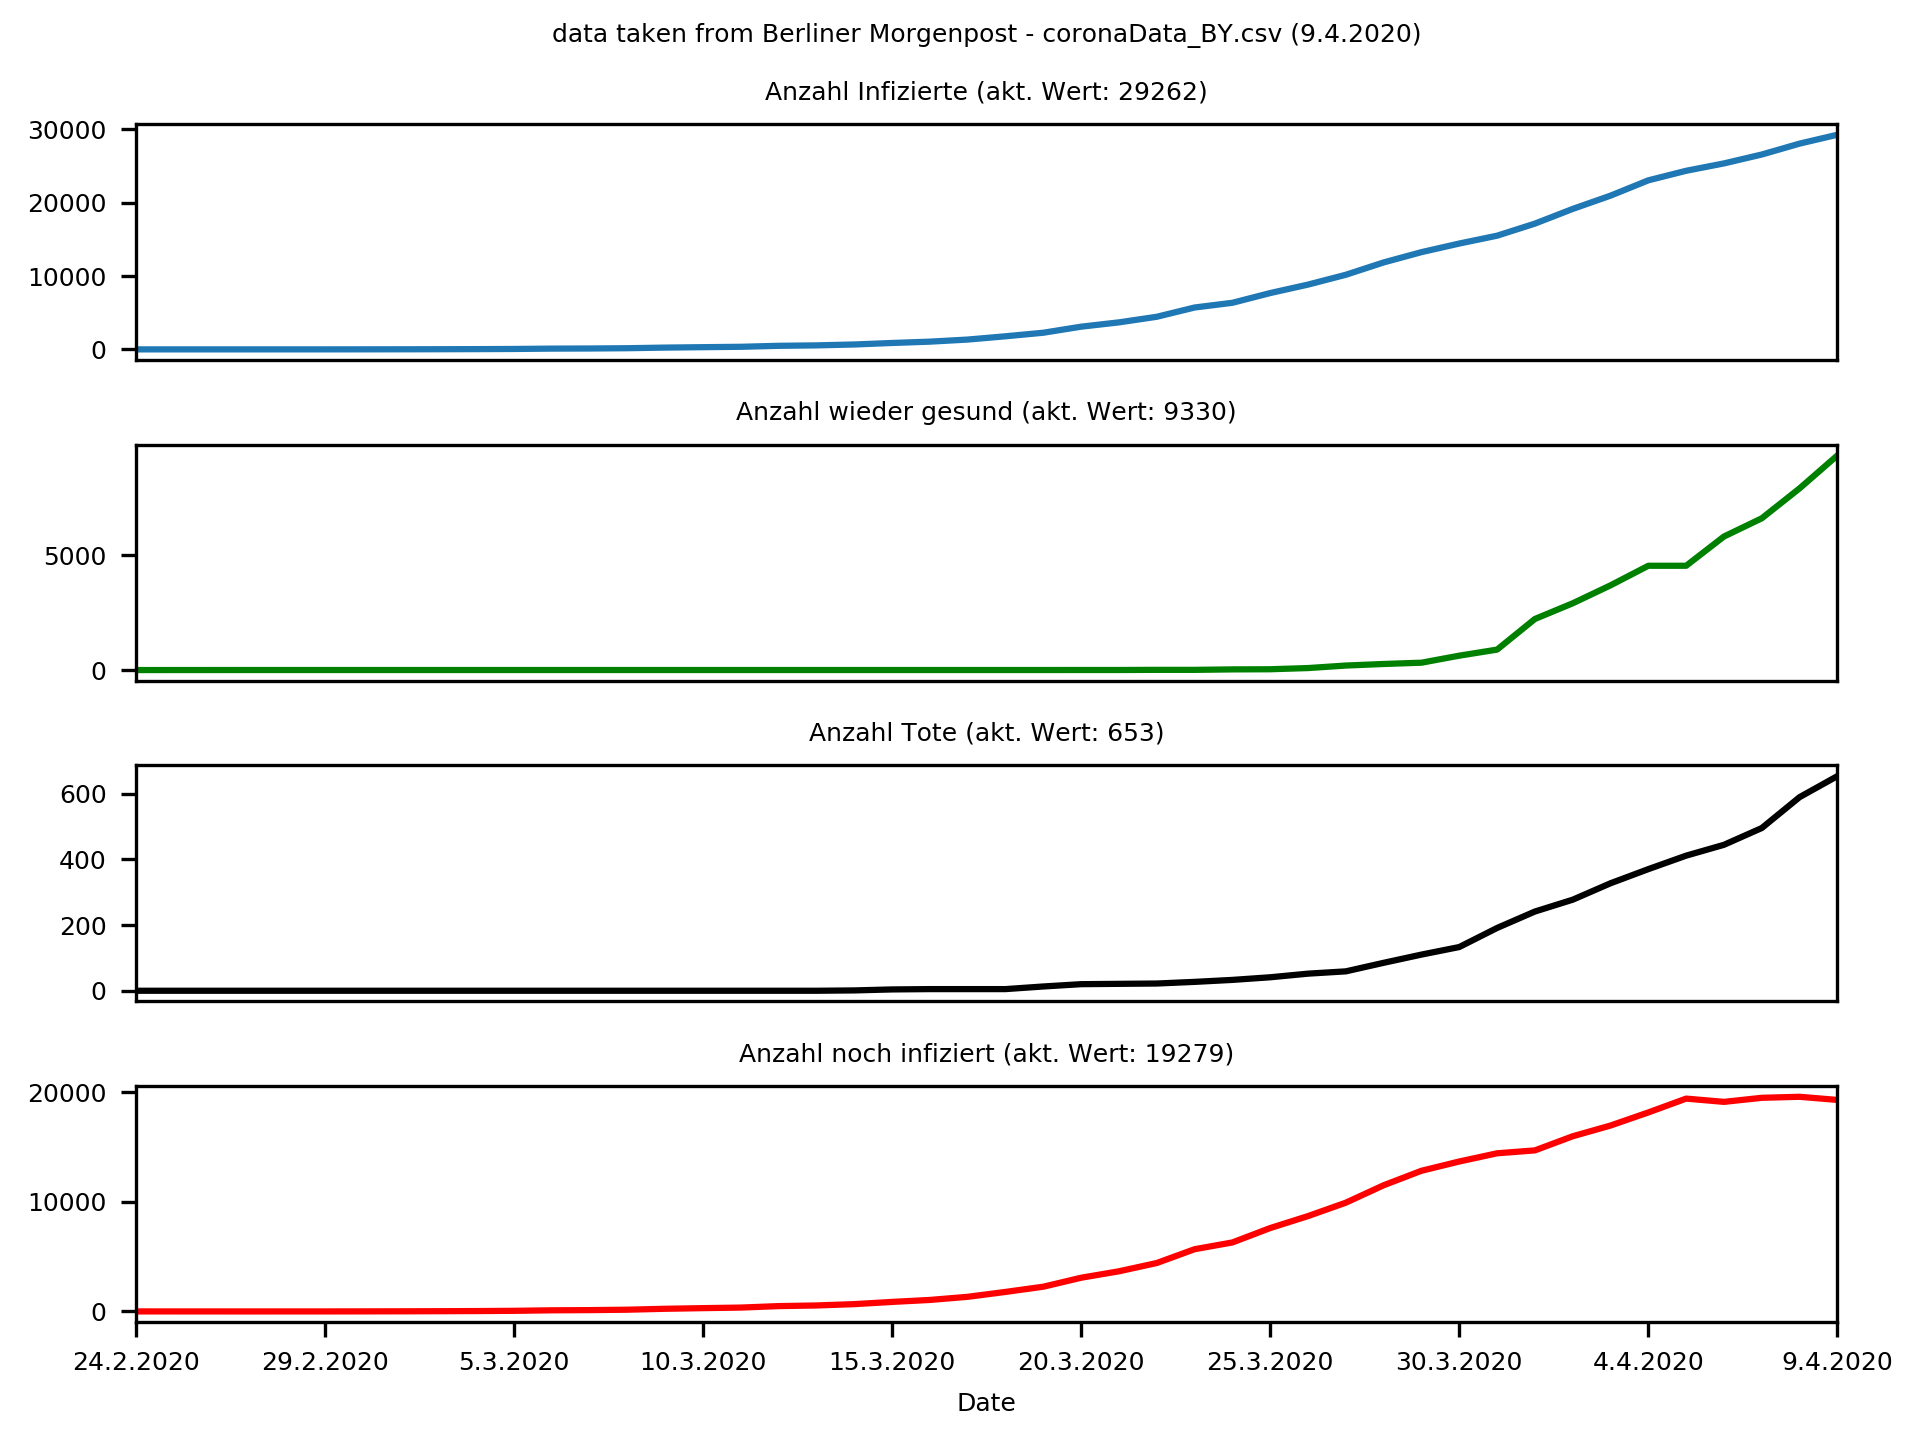 data taken from Berliner Morgenpost - coronaData_BY.csv (9.4.2020)
Anzahl Infizierte (akt. Wert: 29262)
30000
20000
10000
0
Anzahl wieder gesund (akt. Wert: 9330)
5000
0
Anzahl Tote (akt. Wert: 653)
600
400
200
0
Anzahl noch infiziert (akt. Wert: 19279)
20000
10000
0
24.2.2020 29.2.2020 5.3.2020 10.3.2020 15.3.2020 20.3.2020 25.3.2020 30.3.2020 4.4.2020 9.4.2020
Date